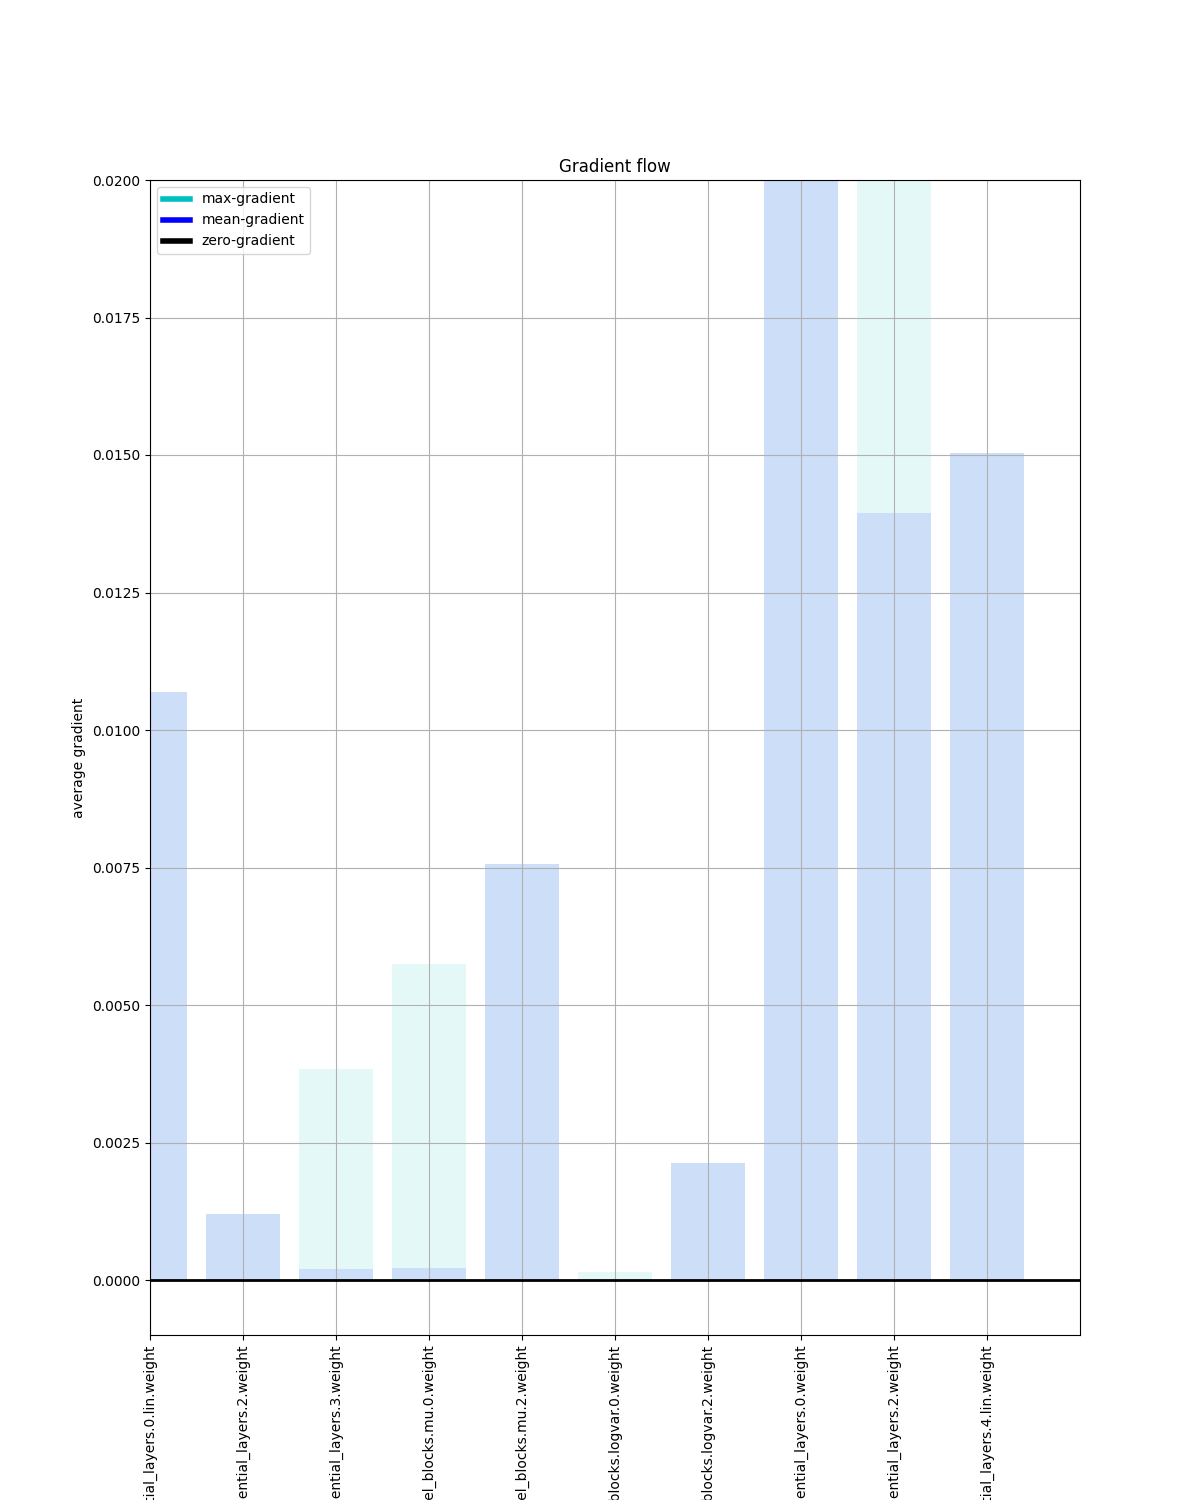 Gradient flow
max-gradient
mean-gradient
zero-gradient
0.0200
0.0175
0.0150
0.0125
0.0100
0.0075
0.0050
0.0025
0.0000
average gradient
tial_layers.0.lin.weight
ential_layers.2.weight
ential_layers.3.weight
el_blocks.mu.0.weight
el_blocks.mu.2.weight
blocks.logvar.0.weight
blocks.logvar.2.weight
ential_layers.0.weight
ential_layers.2.weight
tial_layers.4.lin.weight